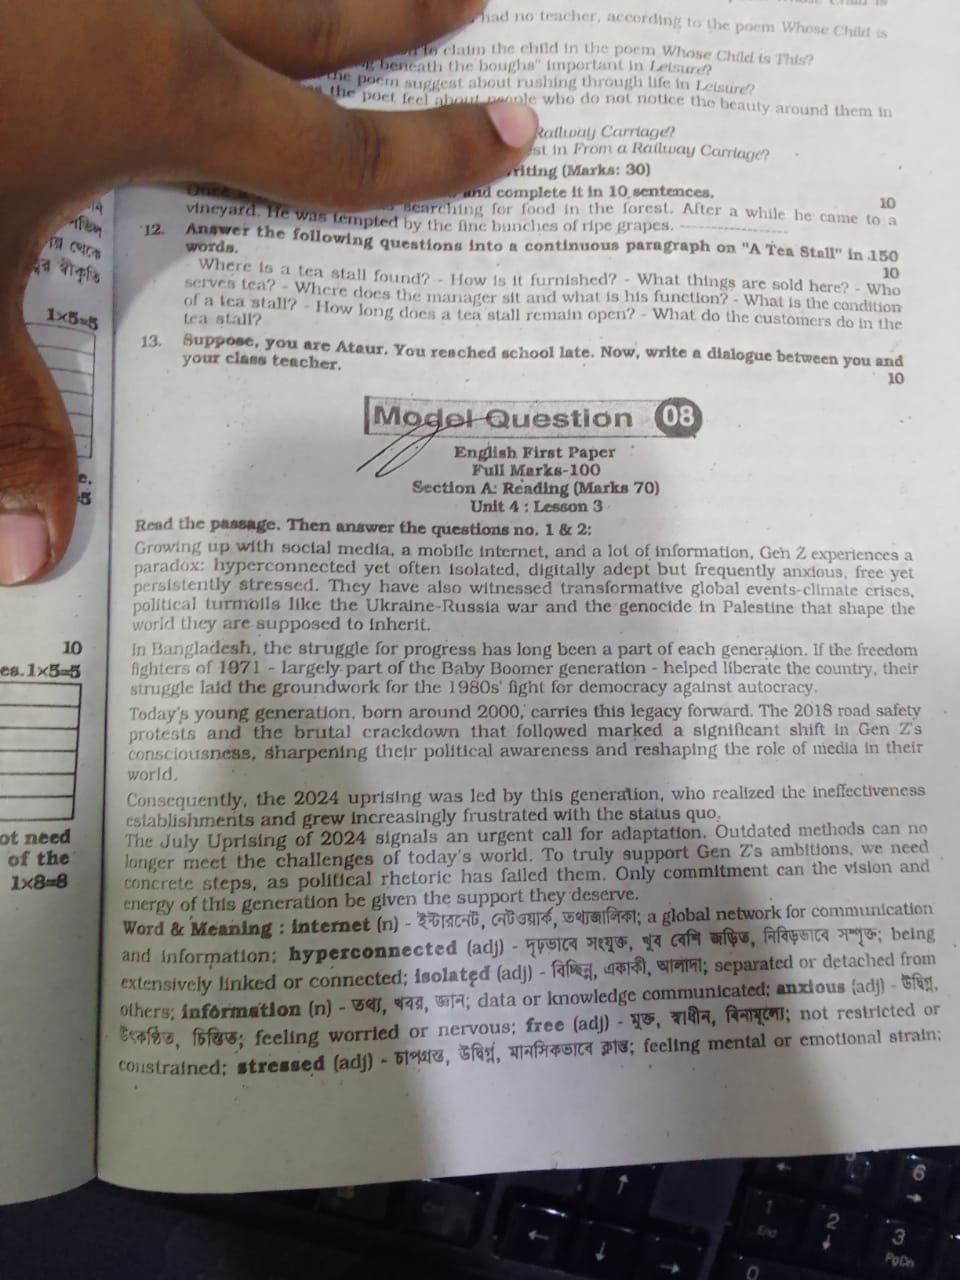 had no teacher, according to the poem Whose Child is
to claim the child in the poem Whose Child is This?
beneath the boughs" important in Leisure?
the poem suggest about rushing through life in Leisure?
the poet feel about people who do not notice the beauty around them in
Railway Carriage?
in From a Railway Carriage?
(Marks: 30)
and complete it in 10 sentences. 10
searching for food in the forest. After a while he came to a
vineyard. He was tempted by the fine bunches of ripe grapes.
12. Answer the following questions into a continuous paragraph on "A Tea Stall" in 150
words. 10
- Where is a tea stall found? - How is it furnished? - What things are sold here? - Who
serves tea? - Where does the manager sit and what is his function? - What is the condition
of a tea stall? - How long does a tea stall remain open? - What do the customers do in the
tea stall?
13. Suppose, you are Ataur. You reached school late. Now, write a dialogue between you and
your class teacher. 10
থেকে
স্বীকৃতি
1×5=5
5
10
es. 1×5=5
ot need
of the
1×8=8
Model Question 08
English First Paper
Full Marks-100
Section A: Reading (Marks 70)
Unit 4 : Lesson 3
Read the passage. Then answer the questions no. 1 & 2:
Growing up with social media, a mobile internet, and a lot of information, Gen Z experiences a
paradox: hyperconnected yet often isolated, digitally adept but frequently anxious, free yet
persistently stressed. They have also witnessed transformative global events-climate crises,
political turmoils like the Ukraine-Russia war and the genocide in Palestine that shape the
world they are supposed to inherit.
In Bangladesh, the struggle for progress has long been a part of each generation. If the freedom
fighters of 1971 - largely part of the Baby Boomer generation - helped liberate the country, their
struggle laid the groundwork for the 1980s' fight for democracy against autocracy.
Today's young generation, born around 2000, carries this legacy forward. The 2018 road safety
protests and the brutal crackdown that followed marked a significant shift in Gen Z's
consciousness, sharpening their political awareness and reshaping the role of media in their
world.
Consequently, the 2024 uprising was led by this generation, who realized the ineffectiveness
establishments and grew increasingly frustrated with the status quo.
The July Uprising of 2024 signals an urgent call for adaptation. Outdated methods can no
longer meet the challenges of today's world. To truly support Gen Z's ambitions, we need
concrete steps, as political rhetoric has failed them. Only commitment can the vision and
energy of this generation be given the support they deserve.
Word & Meaning : internet (n) - ইন্টারনেট, নেটওয়ার্ক, তথ্যজালিকা; a global network for communication
and information; hyperconnected (adj) - দৃঢ়ভাবে সংযুক্ত, খুব বেশি জড়িত, নিবিড়ভাবে সম্পৃক্ত; being
extensively linked or connected; isolated (adj) - বিচ্ছিন্ন, একাকী, আলাদা; separated or detached from
others; information (n) - তথ্য, খবর, জ্ঞান; data or knowledge communicated; anxious (adj) - উদ্বিগ্ন,
উৎকণ্ঠিত, চিন্তিত; feeling worried or nervous; free (adj) - মুক্ত, স্বাধীন, বিনামূল্যে; not restricted or
constrained; stressed (adj) - চাপগ্রস্ত, উদ্বিগ্ন, মানসিকভাবে ক্লান্ত; feeling mental or emotional strain;
1 End
2
3 PgDn
6
0